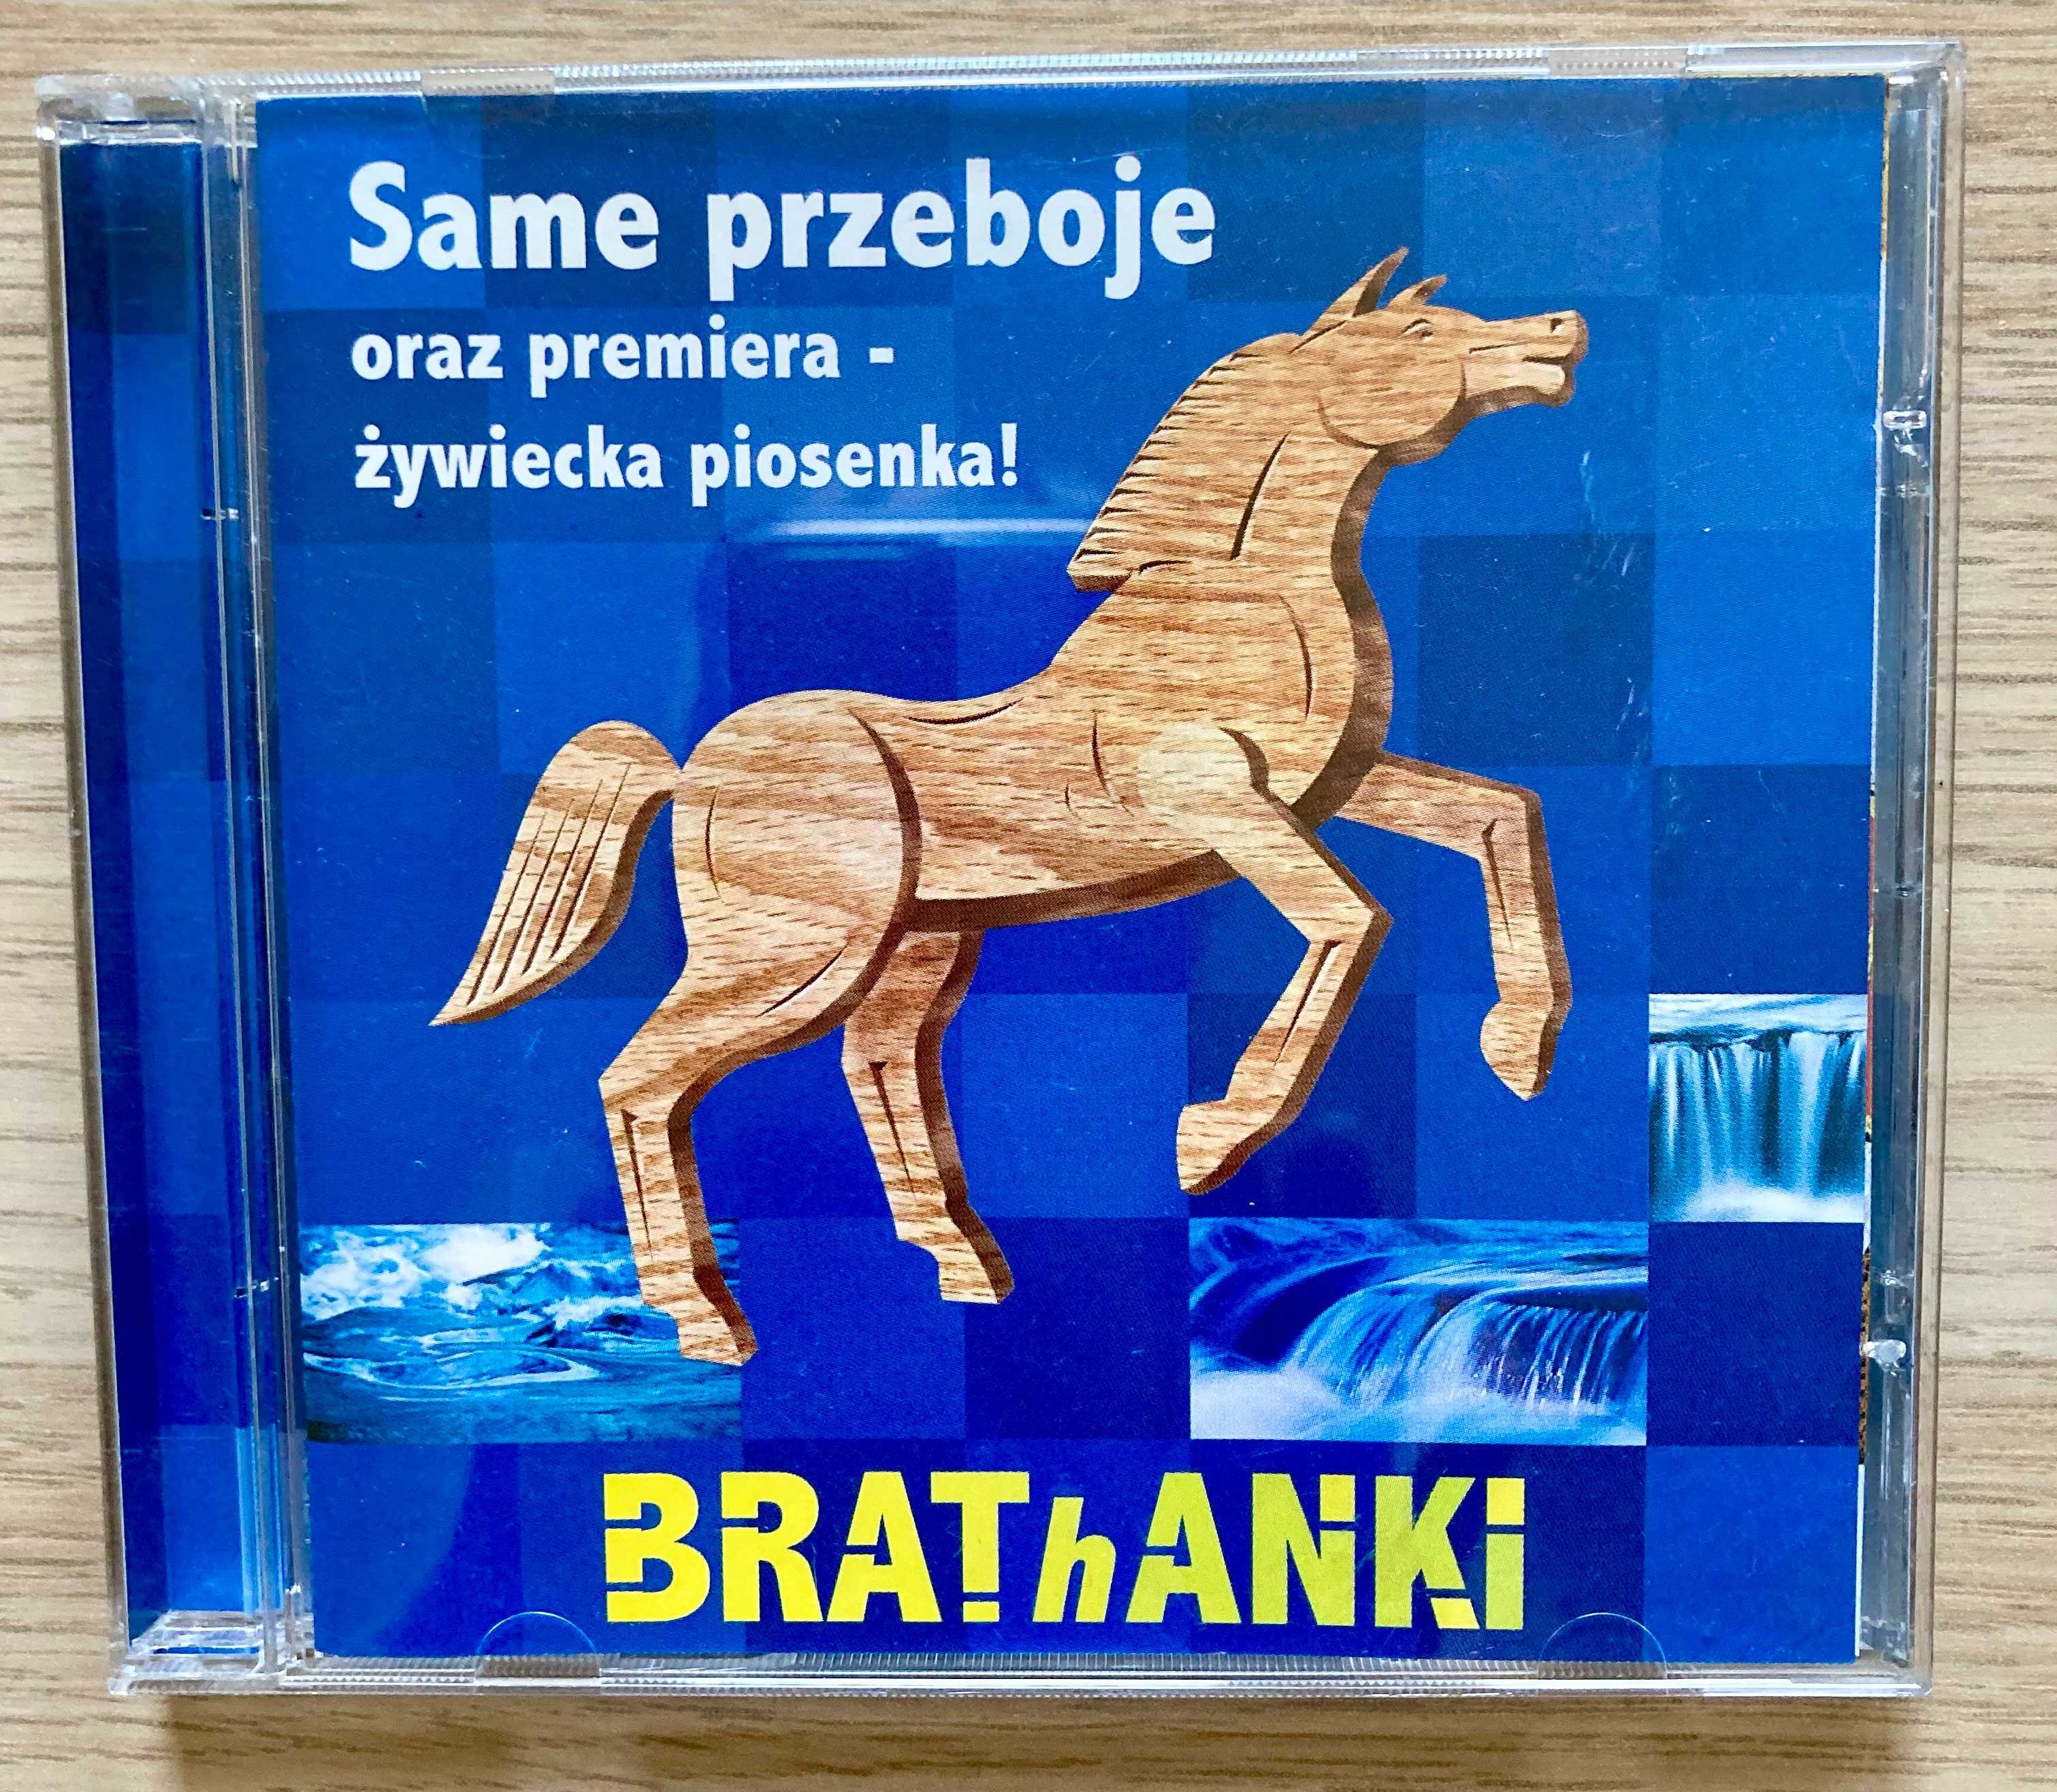 Same przeboje
oraz premiera -
żywiecka piosenka!
BRAThANKI